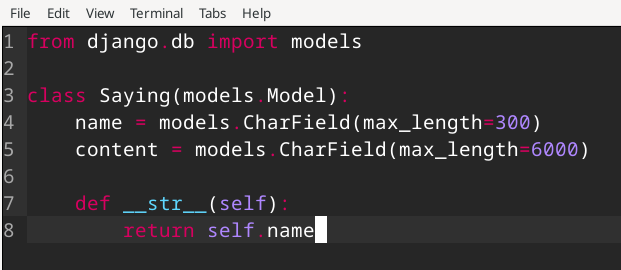 File Edit View Terminal Tabs Help
1 from django.db import models
2
3 class Saying(models.Model):
4     name = models.CharField(max_length=300)
5     content = models.CharField(max_length=6000)
6
7     def __str__(self):
8         return self.name